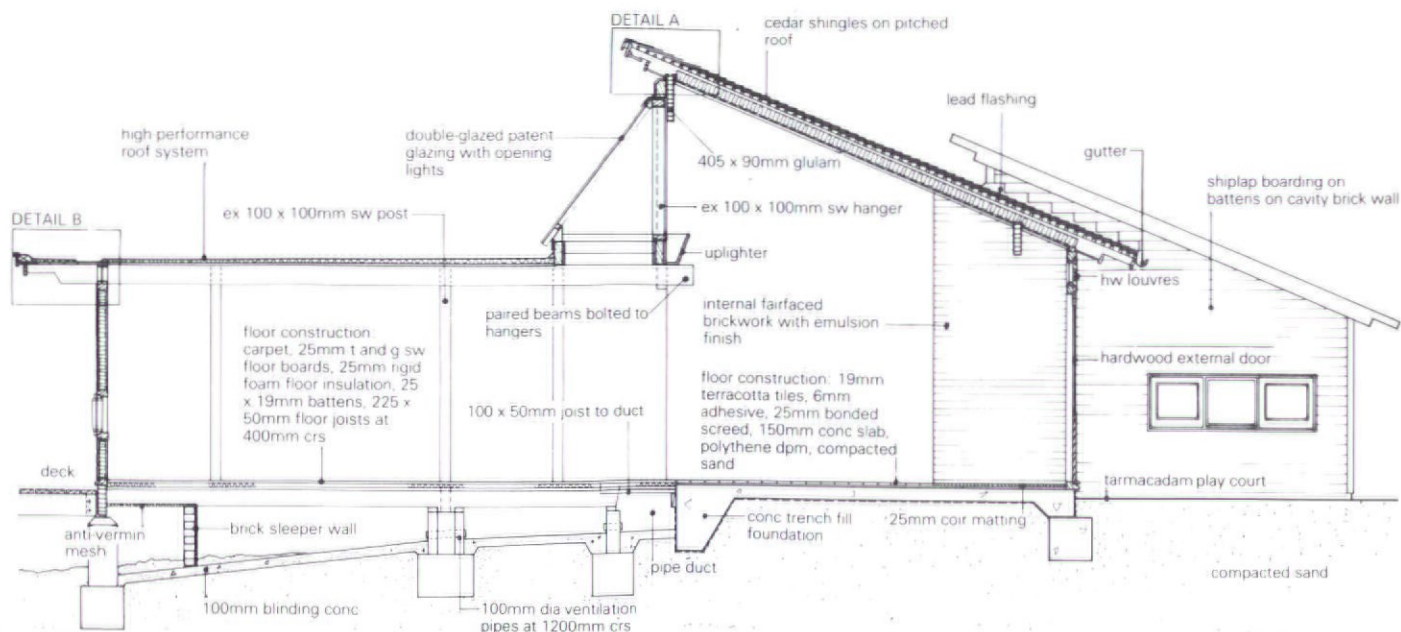 DETAIL A
cedar shingles on pitched
roof
lead flashing
high performance
roof system
double-glazed patent
glazing with opening
lights
gutter
405 x 90mm glulam
shiplap boarding on
battens on cavity brick wall
DETAIL B
ex 100 x 100mm sw post
ex 100 x 100mm sw hanger
uplighter
hw louvres
paired beams bolted to
hangers
internal fairfaced
brickwork with emulsion
finish
floor construction:
carpet, 25mm t and g sw
floor boards, 25mm rigid
foam floor insulation, 25
x 19mm battens, 225 x
50mm floor joists at
400mm crs
hardwood external door
floor construction: 19mm
terracotta tiles, 6mm
adhesive, 25mm bonded
screed, 150mm conc slab,
polythene dpm, compacted
sand
100 x 50mm joist to duct
deck
tarmacadam play court
anti-vermin
mesh
brick sleeper wall
conc trench fill
foundation
25mm coir matting
pipe duct
compacted sand
100mm blinding conc
100mm dia ventilation
pipes at 1200mm crs